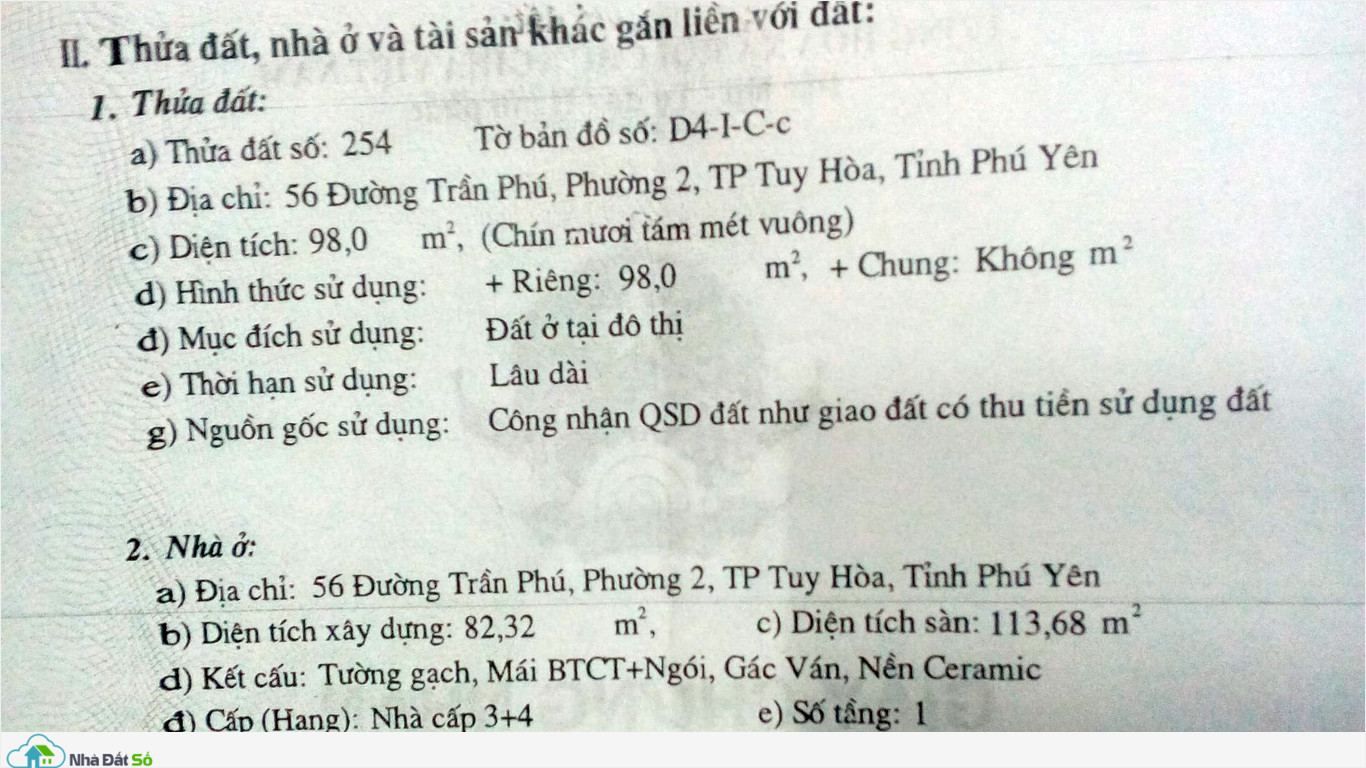 II. Thửa đất, nhà ở và tài sản khác gắn liền với đất:
1. Thửa đất:
a) Thửa đất số: 254 Tờ bản đồ số: D4-I-C-c
b) Địa chỉ: 56 Đường Trần Phú, Phường 2, TP Tuy Hòa, Tỉnh Phú Yên
c) Diện tích: 98,0 m², (Chín mươi tám mét vuông)
d) Hình thức sử dụng: + Riêng: 98,0 m², + Chung: Không m²
đ) Mục đích sử dụng: Đất ở tại đô thị
e) Thời hạn sử dụng: Lâu dài
g) Nguồn gốc sử dụng: Công nhận QSD đất như giao đất có thu tiền sử dụng đất
2. Nhà ở:
a) Địa chỉ: 56 Đường Trần Phú, Phường 2, TP Tuy Hòa, Tỉnh Phú Yên
b) Diện tích xây dựng: 82,32 m², c) Diện tích sàn: 113,68 m²
d) Kết cấu: Tường gạch, Mái BTCT+Ngói, Gác Ván, Nền Ceramic
đ) Cấp (Hạng): Nhà cấp 3+4 e) Số tầng: 1
Nhà Đất Số